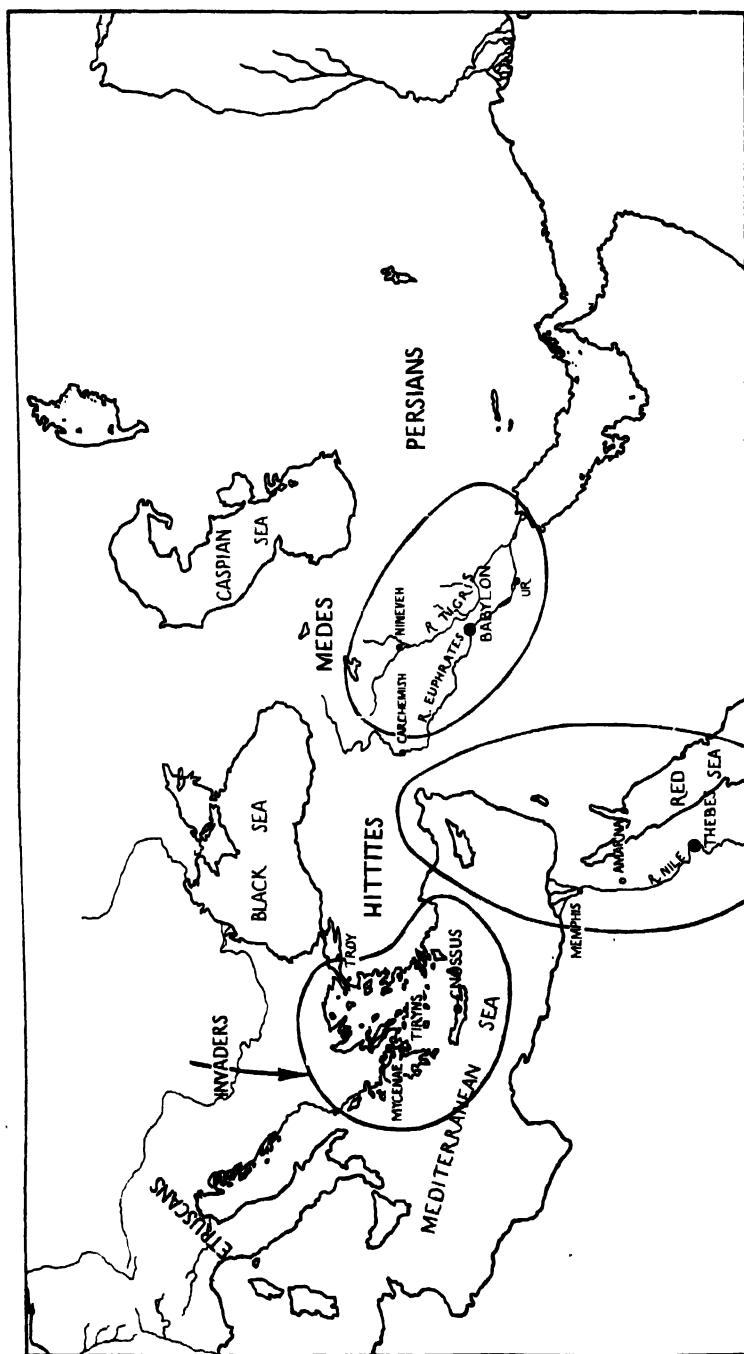 CASPIAN
SEA
PERSIANS
MEDES
BLACK SEA
INVADERS
ETRUSCANS
HITTITES
TROY
MYCENAE
TIRYNS
CNOSSUS
MEDITERRANEAN
SEA
CARCHEMISH
NINEVEH
R. TIGRIS
R. EUPHRATES
BABYLON
UR
MEMPHIS
AMARNA
R. NILE
THEBES
RED
SEA